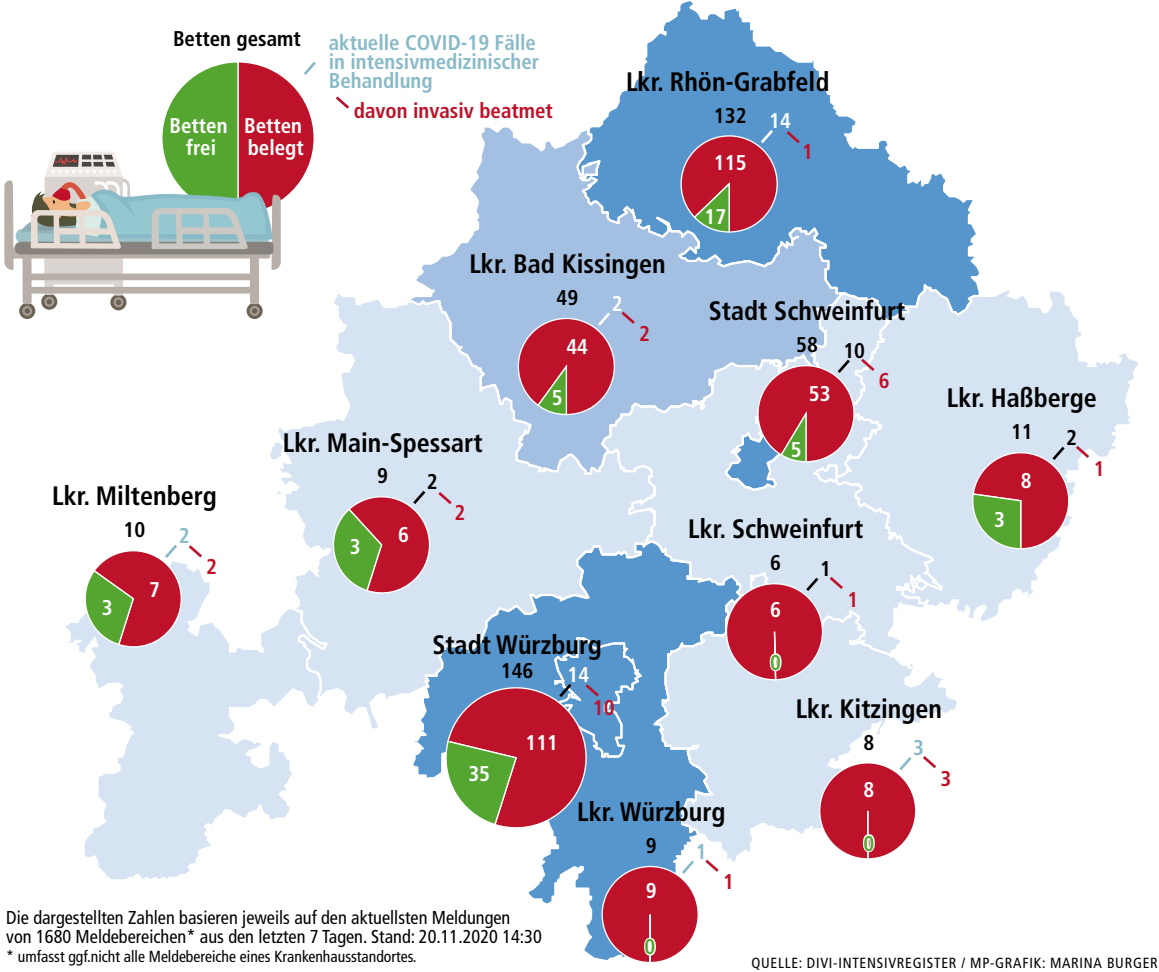 Betten gesamt
aktuelle COVID-19 Fälle
in intensivmedizinischer
Behandlung
davon invasiv beatmet
Betten
frei
Betten
belegt
Lkr. Rhön-Grabfeld
132
14
1
115
17
Lkr. Bad Kissingen
49
2
2
44
5
Stadt Schweinfurt
58
10
6
53
5
Lkr. Haßberge
11
2
1
8
3
Lkr. Main-Spessart
9
2
2
6
3
Lkr. Miltenberg
10
2
2
7
3
Lkr. Schweinfurt
6
1
1
6
0
Stadt Würzburg
146
14
10
111
35
Lkr. Kitzingen
8
3
3
8
0
Lkr. Würzburg
9
1
1
9
0
Die dargestellten Zahlen basieren jeweils auf den aktuellsten Meldungen
von 1680 Meldebereichen* aus den letzten 7 Tagen. Stand: 20.11.2020 14:30
* umfasst ggf.nicht alle Meldebereiche eines Krankenhausstandortes.
QUELLE: DIVI-INTENSIVREGISTER / MP-GRAFIK: MARINA BURGER